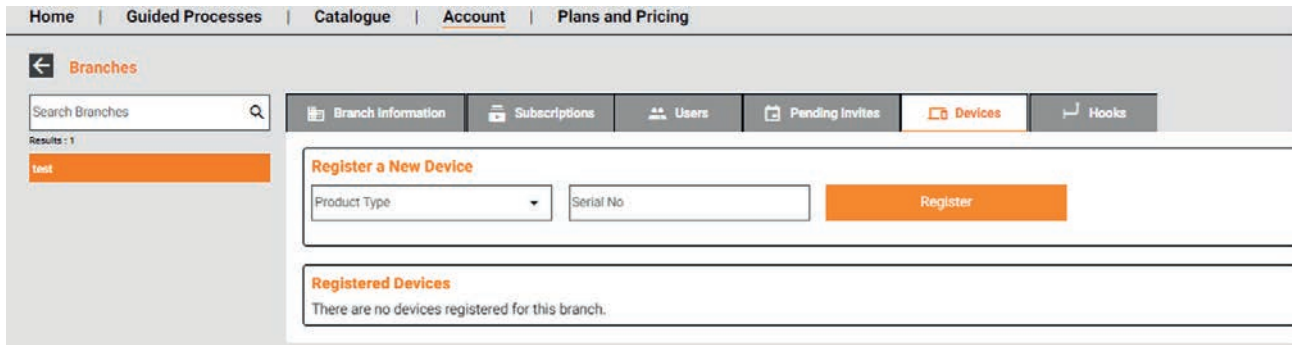 Home | Guided Processes | Catalogue | Account | Plans and Pricing
Branches
Search Branches
Results : 1
test
Branch Information Subscriptions Users Pending Invites Devices Hooks
Register a New Device
Product Type Serial No Register
Registered Devices
There are no devices registered for this branch.